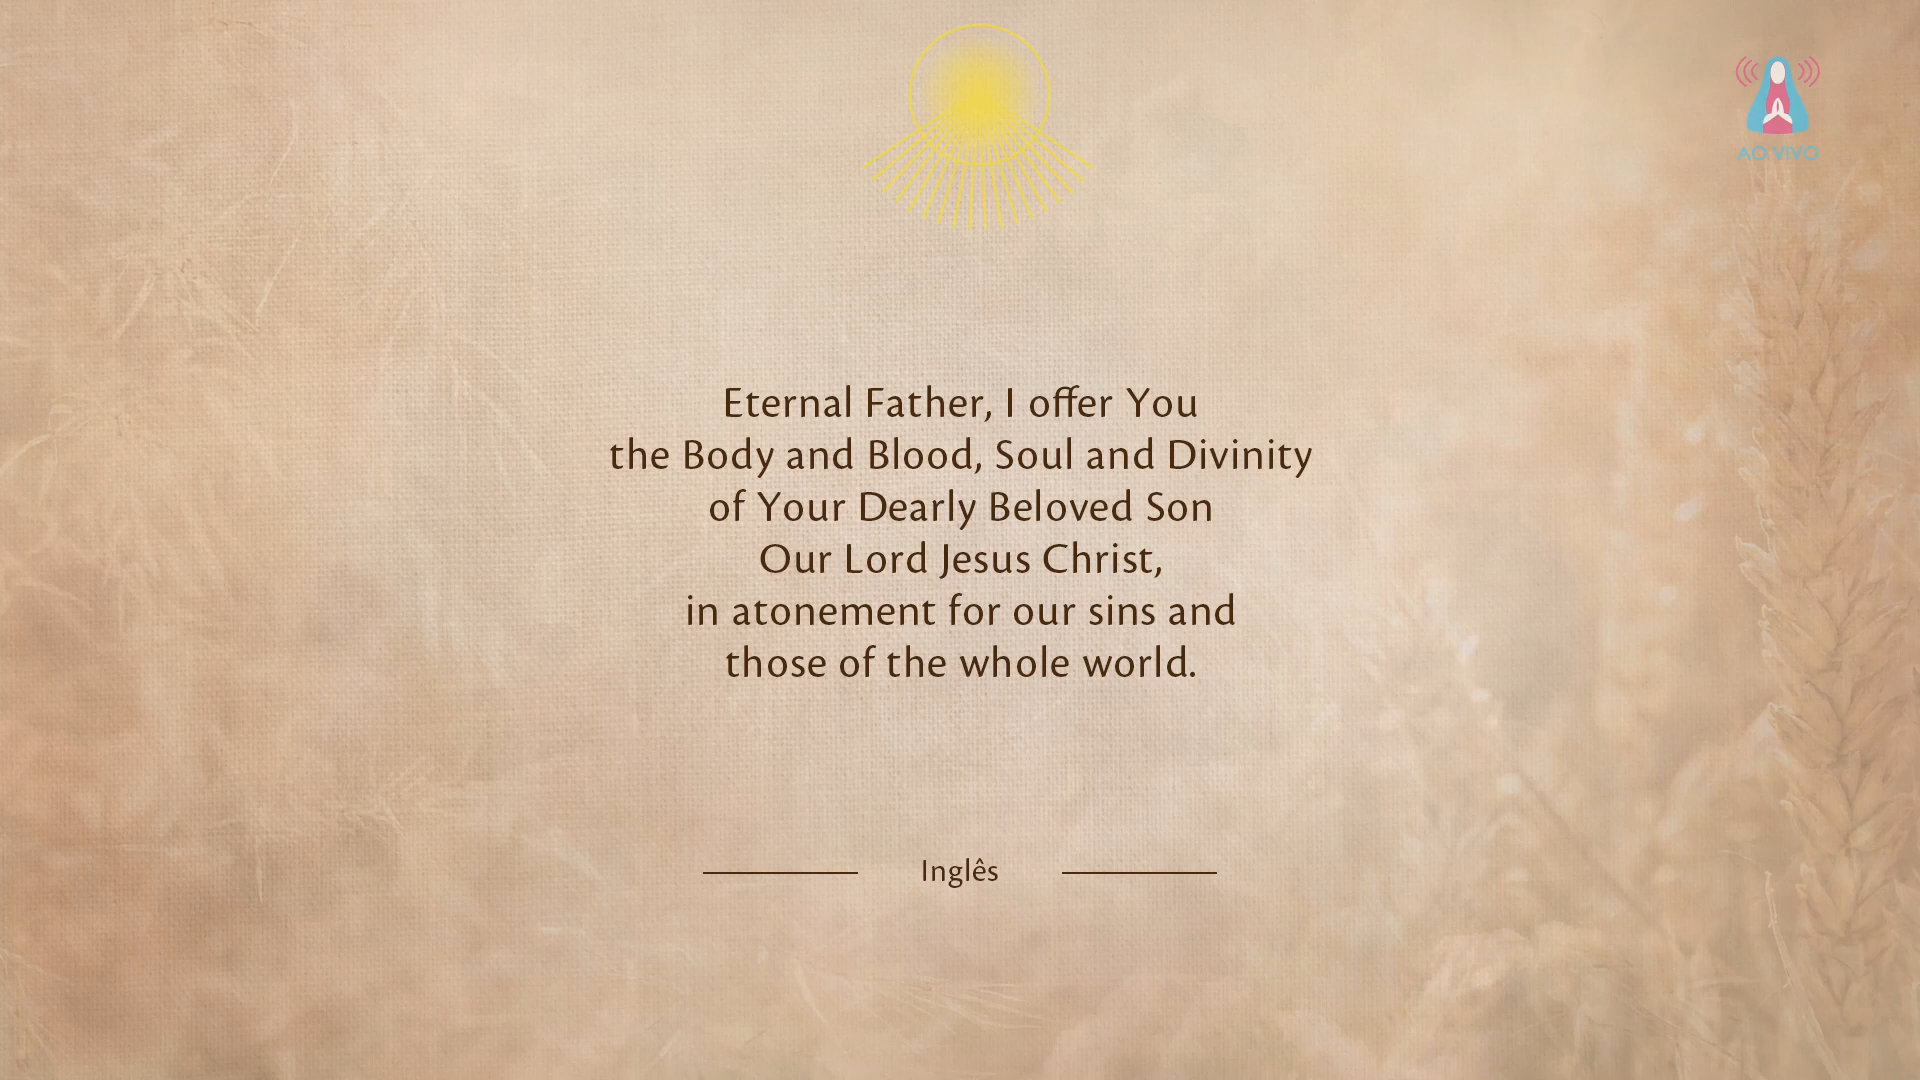 AO VIVO
Eternal Father, I offer You
the Body and Blood, Soul and Divinity
of Your Dearly Beloved Son
Our Lord Jesus Christ,
in atonement for our sins and
those of the whole world.
Inglês